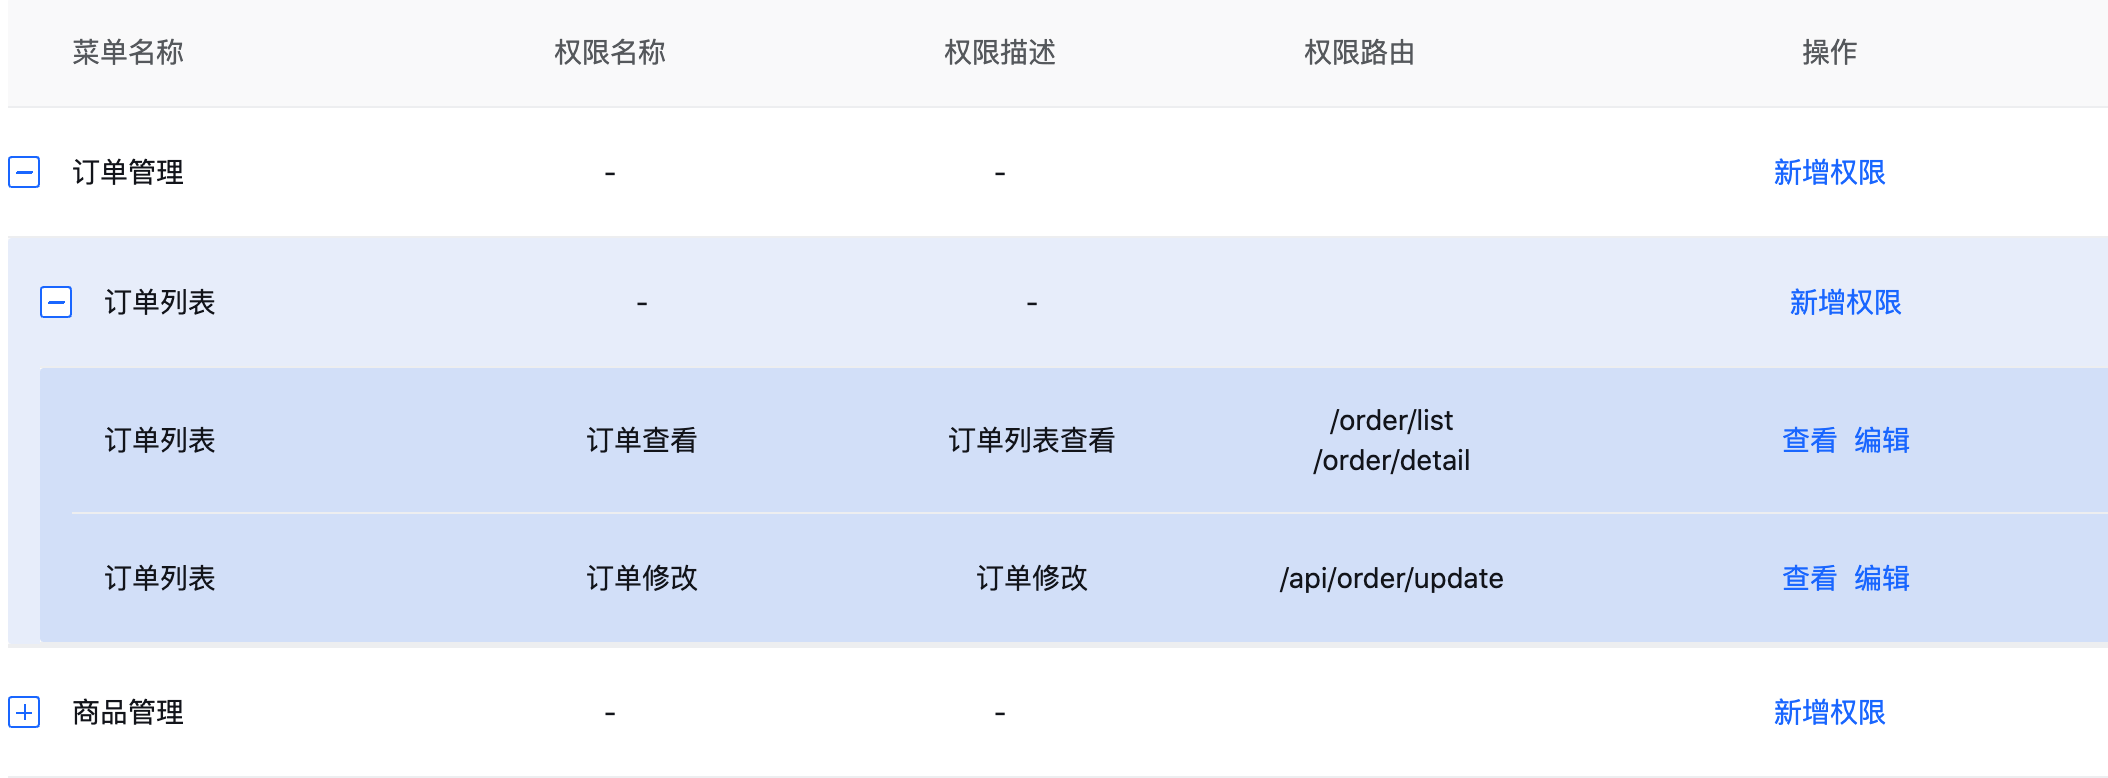 菜单名称 权限名称 权限描述 权限路由 操作
订单管理 - - 新增权限
订单列表 - - 新增权限
订单列表 订单查看 订单列表查看 /order/list /order/detail 查看 编辑
订单列表 订单修改 订单修改 /api/order/update 查看 编辑
商品管理 - - 新增权限